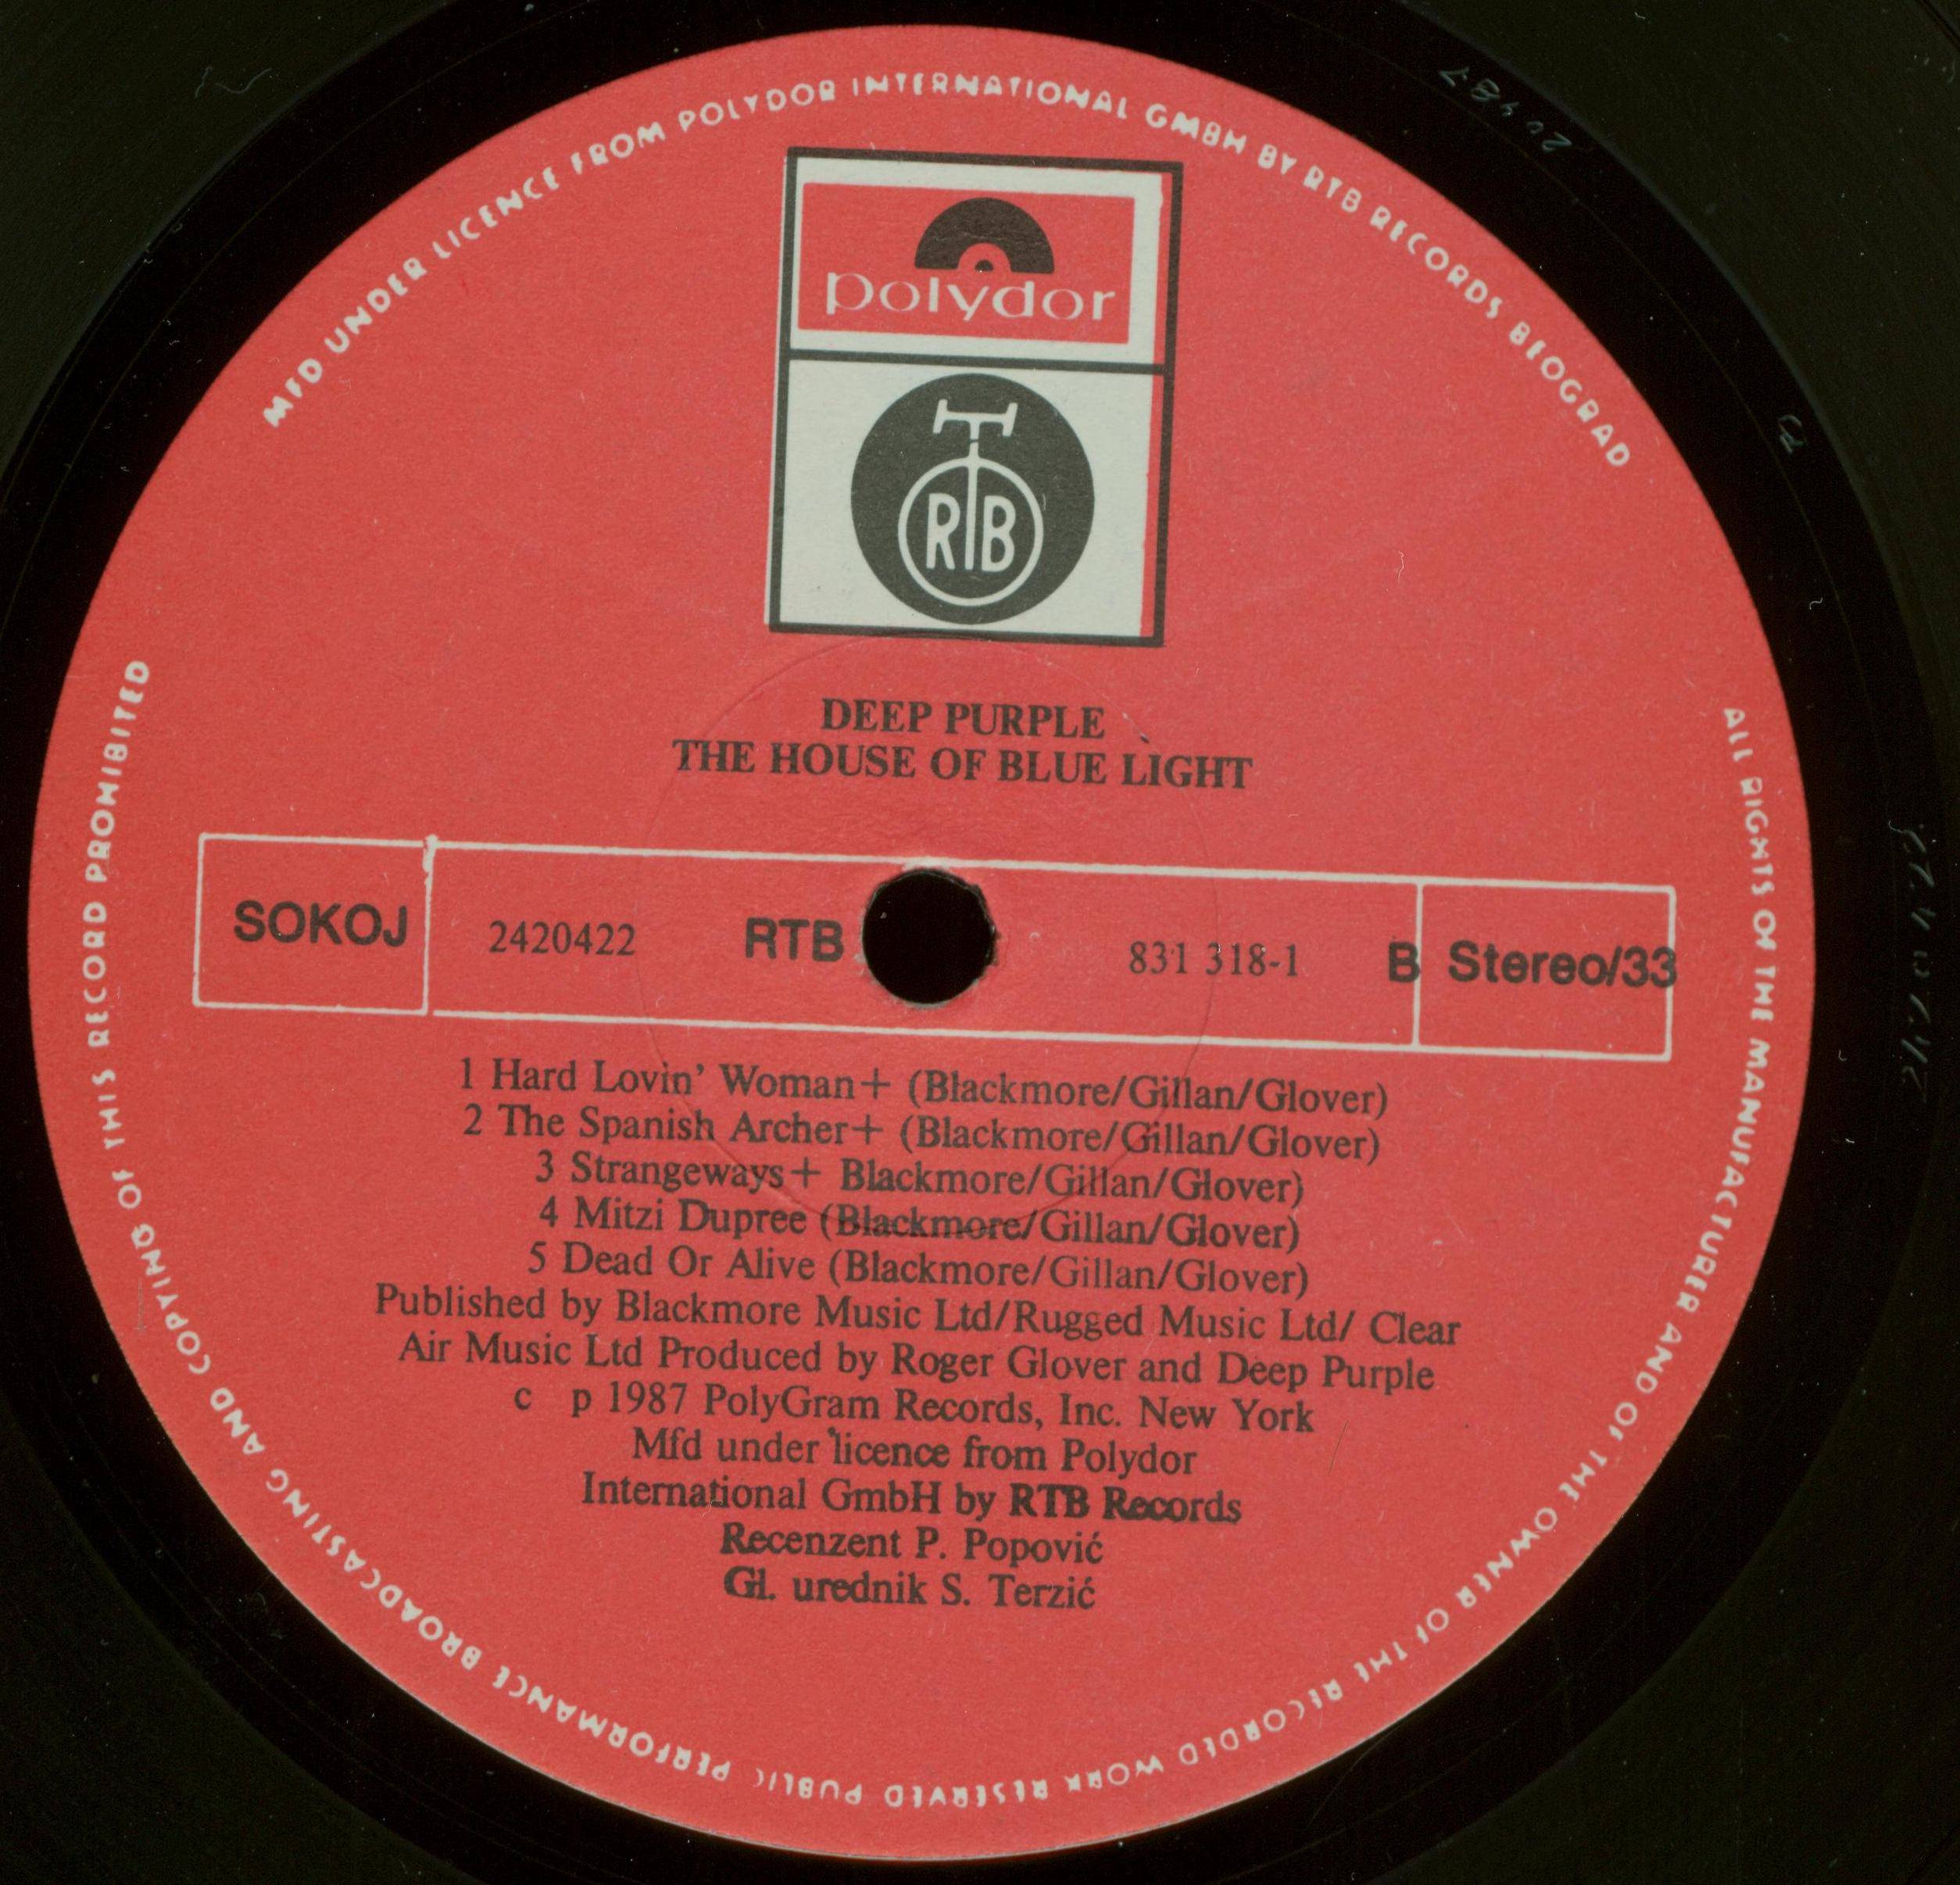 MFD UNDER LICENCE FROM POLYDOR INTERNATIONAL GMBH BY RTB RECORDS BEOGRAD
polydor
RTB
DEEP PURPLE
THE HOUSE OF BLUE LIGHT
SOKOJ 2420422 RTB 831 318-1 B Stereo/33
1 Hard Lovin' Woman+ (Blackmore/Gillan/Glover)
2 The Spanish Archer+ (Blackmore/Gillan/Glover)
3 Strangeways+ Blackmore/Gillan/Glover)
4 Mitzi Dupree (Blackmore/Gillan/Glover)
5 Dead Or Alive (Blackmore/Gillan/Glover)
Published by Blackmore Music Ltd/Rugged Music Ltd/ Clear
Air Music Ltd Produced by Roger Glover and Deep Purple
c p 1987 PolyGram Records, Inc. New York
Mfd under licence from Polydor
International GmbH by RTB Records
Recenzent P. Popović
Gl. urednik S. Terzić
ALL RIGHTS OF THE MANUFACTURER AND OF THE OWNER OF THE RECORDED WORK RESERVED PUBLIC PERFORMANCE BROADCASTING AND COPYING OF THIS RECORD PROHIBITED